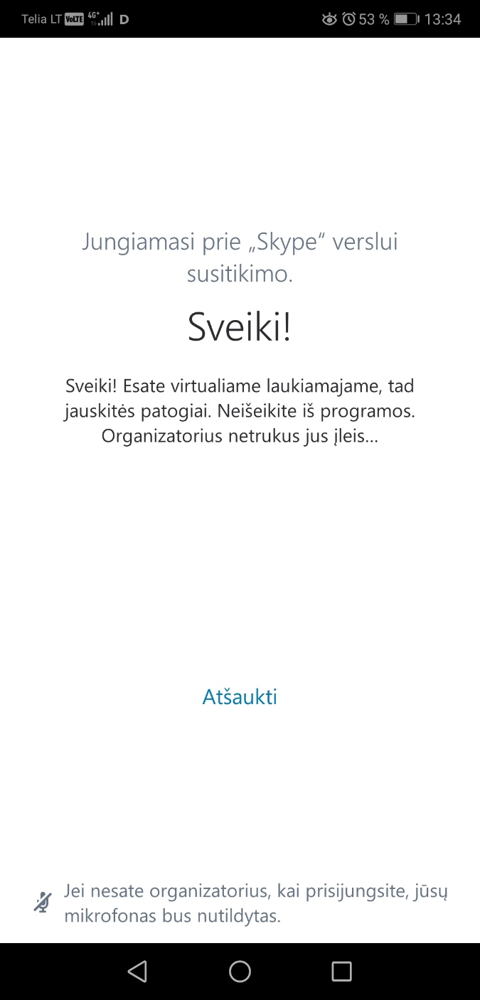 Telia LT VoLTE 4G+ D 53 % 13:34
Jungiamasi prie „Skype“ verslui
susitikimo.
Sveiki!
Sveiki! Esate virtualiame laukiamajame, tad
jauskitės patogiai. Neišeikite iš programos.
Organizatorius netrukus jus įleis...
Atšaukti
Jei nesate organizatorius, kai prisijungsite, jūsų
mikrofonas bus nutildytas.